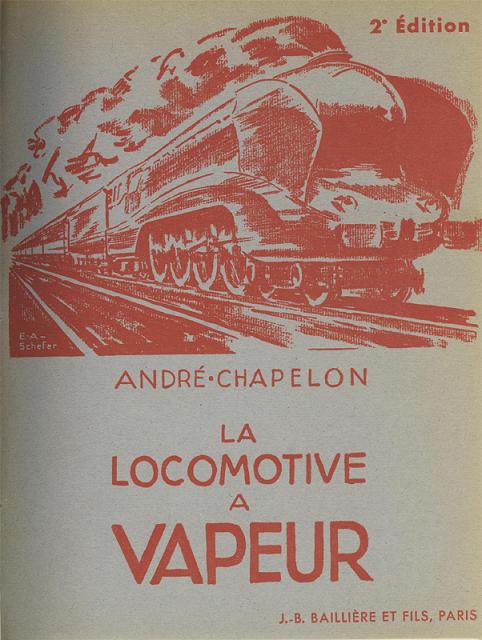 2e Édition
E-A-
Schefer
ANDRÉ·CHAPELON
LA
LOCOMOTIVE
A
VAPEUR
J.-B. BAILLIÈRE ET FILS, PARIS